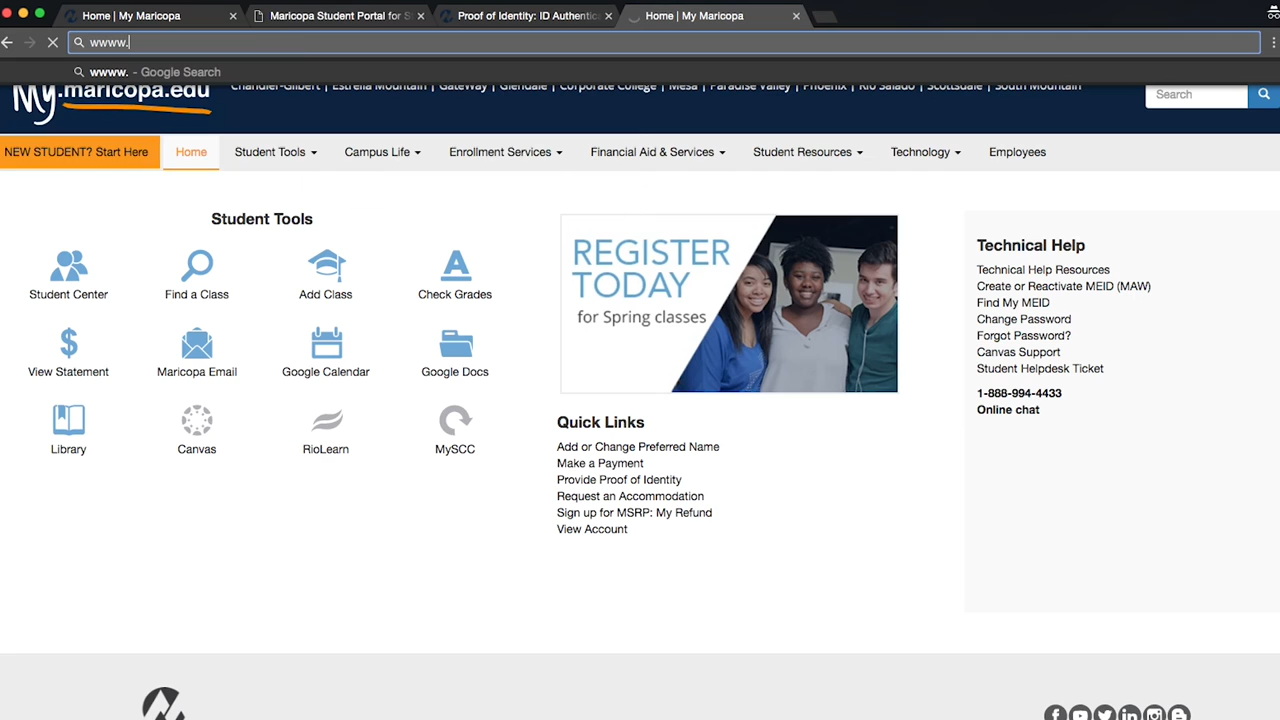 Home | My Maricopa
Maricopa Student Portal for S
Proof of Identity: ID Authentic
Home | My Maricopa
wwww.
wwww. - Google Search
My.maricopa.edu
Chandler-Gilbert | Estrella Mountain | GateWay | Glendale | Corporate College | Mesa | Paradise Valley | Phoenix | Rio Salado | Scottsdale | South Mountain
Search
NEW STUDENT? Start Here
Home
Student Tools
Campus Life
Enrollment Services
Financial Aid & Services
Student Resources
Technology
Employees
Student Tools
Student Center
Find a Class
Add Class
Check Grades
View Statement
Maricopa Email
Google Calendar
Google Docs
Library
Canvas
RioLearn
MySCC
REGISTER
TODAY
for Spring classes
Quick Links
Add or Change Preferred Name
Make a Payment
Provide Proof of Identity
Request an Accommodation
Sign up for MSRP: My Refund
View Account
Technical Help
Technical Help Resources
Create or Reactivate MEID (MAW)
Find My MEID
Change Password
Forgot Password?
Canvas Support
Student Helpdesk Ticket
1-888-994-4433
Online chat